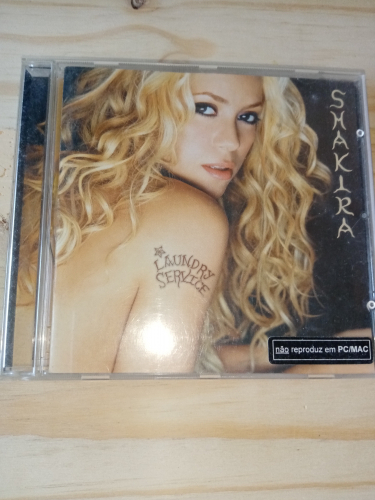 SHAKIRA
LAUNDRY
SERVICE
não reproduz em PC/MAC